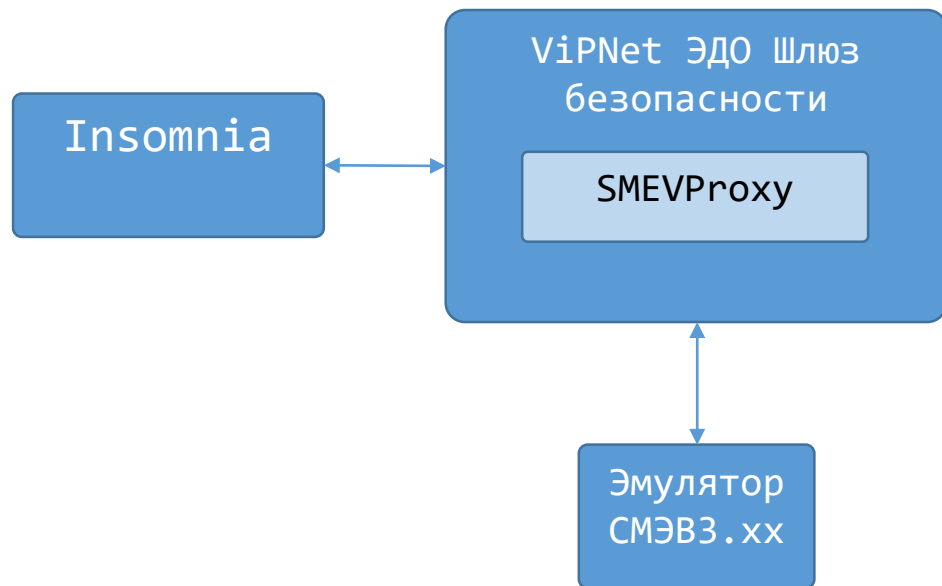 Insomnia
ViPNet ЭДО Шлюз
безопасности
SMEVProxy
Эмулятор
СМЭВ3.xx